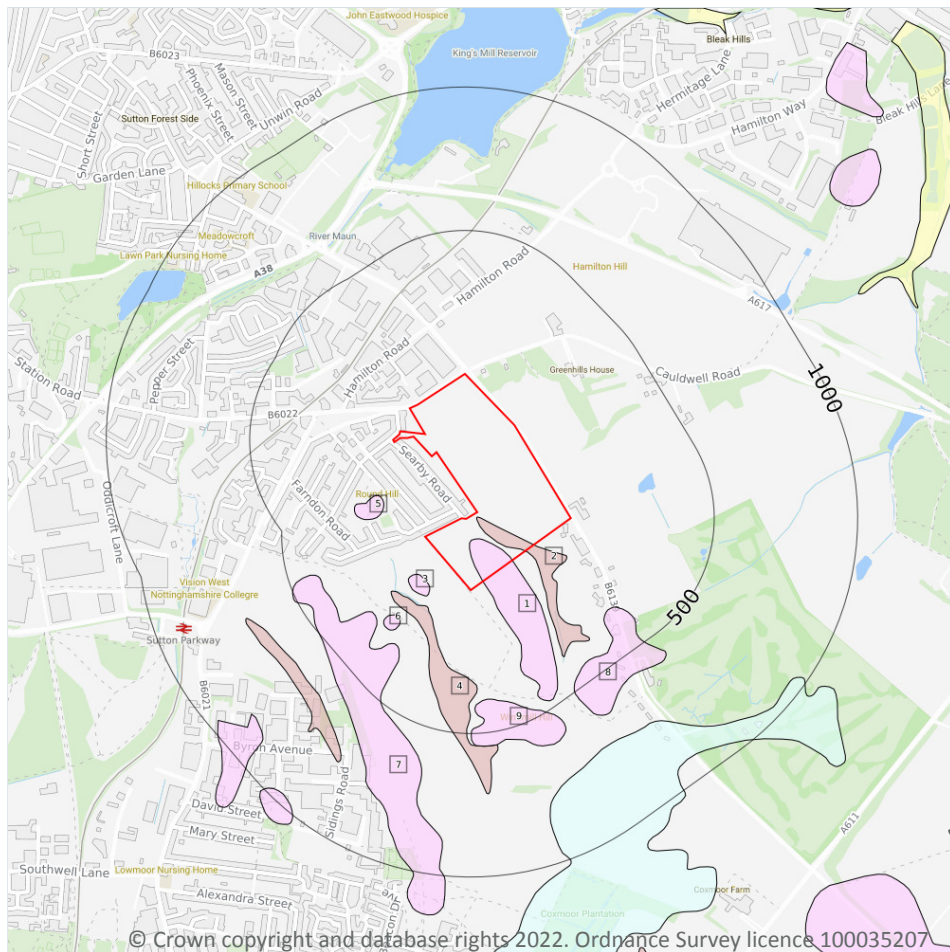 John Eastwood Hospice
B6023
King's Mill Reservoir
Bleak Hills
Mason Street
Phoenix Street
Hermitage Lane
Unwin Road
Sutton Forest Side
Short Street
Hamilton Way
Bleak Hills Lane
Garden Lane
Hillocks Primary School
Meadowcroft
River Maun
Lawn Park Nursing Home
A38
Hamilton Road
Hamilton Hill
A617
Station Road
Pepper Street
Hamilton Road
Greenhills House
Cauldwell Road
1000
B6022
Searby Road
Farndon Road
Round Hill
5
Oddicroft Lane
2
Vision West
Nottinghamshire Collegre
3
1
B6139
500
6
Sutton Parkway
8
4
B6021
9
Byron Avenue
7
David Street
Sidings Road
Mary Street
A611
Southwell Lane
Lowmoor Nursing Home
Coxmoor Farm
Alexandra Street
Coxmoor Plantation
© Crown copyright and database rights 2022. Ordnance Survey licence 100035207